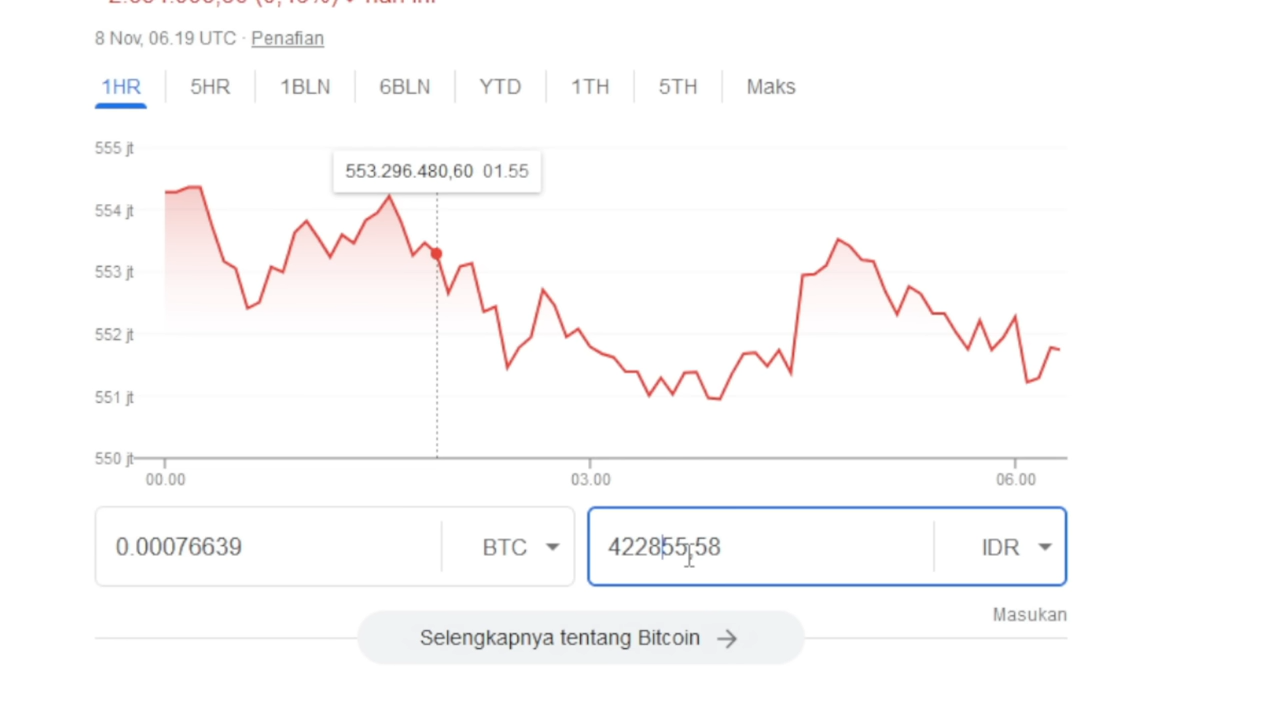 8 Nov, 06.19 UTC · Penafian
1HR 5HR 1BLN 6BLN YTD 1TH 5TH Maks
555 jt
553.296.480,60 01.55
554 jt
553 jt
552 jt
551 jt
550 jt
00.00 03.00 06.00
0.00076639 BTC 422855.58 IDR
Masukan
Selengkapnya tentang Bitcoin →